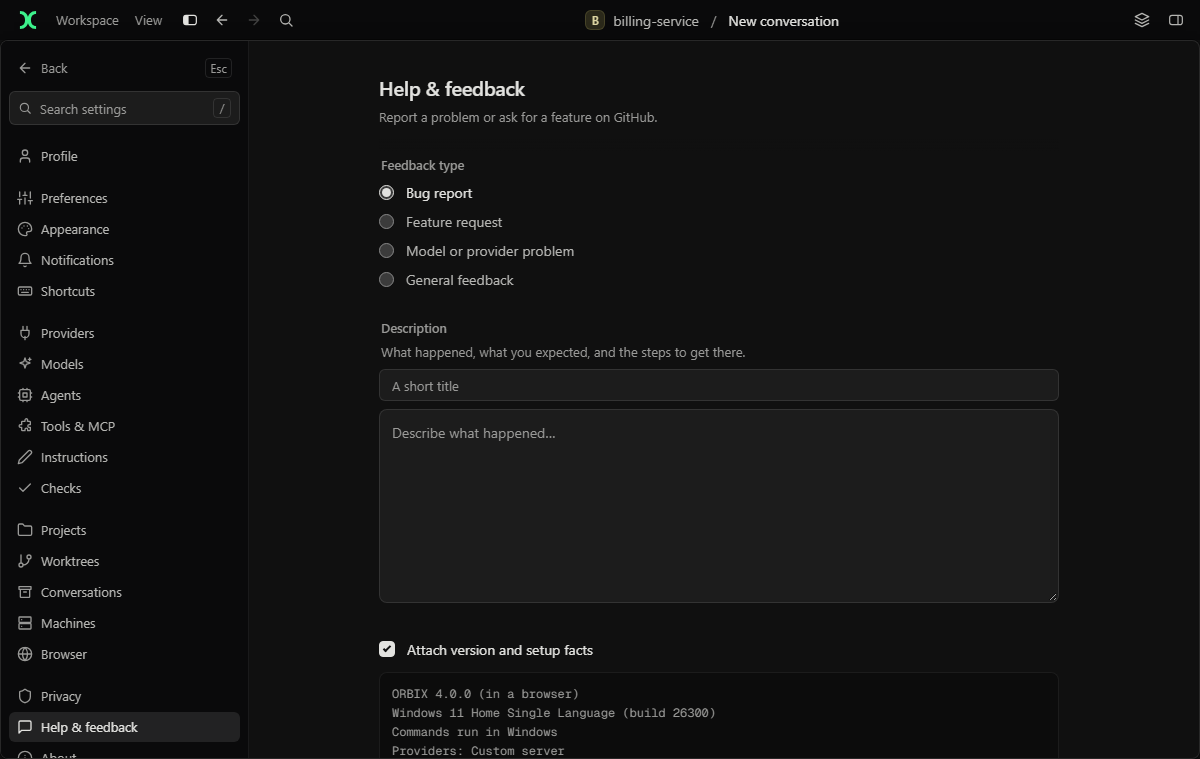 Workspace View
B billing-service / New conversation
Back Esc
Search settings /
Profile
Preferences
Appearance
Notifications
Shortcuts
Providers
Models
Agents
Tools & MCP
Instructions
Checks
Projects
Worktrees
Conversations
Machines
Browser
Privacy
Help & feedback
About
Help & feedback
Report a problem or ask for a feature on GitHub.
Feedback type
Bug report
Feature request
Model or provider problem
General feedback
Description
What happened, what you expected, and the steps to get there.
A short title
Describe what happened...
Attach version and setup facts
ORBIX 4.0.0 (in a browser)
Windows 11 Home Single Language (build 26300)
Commands run in Windows
Providers: Custom server